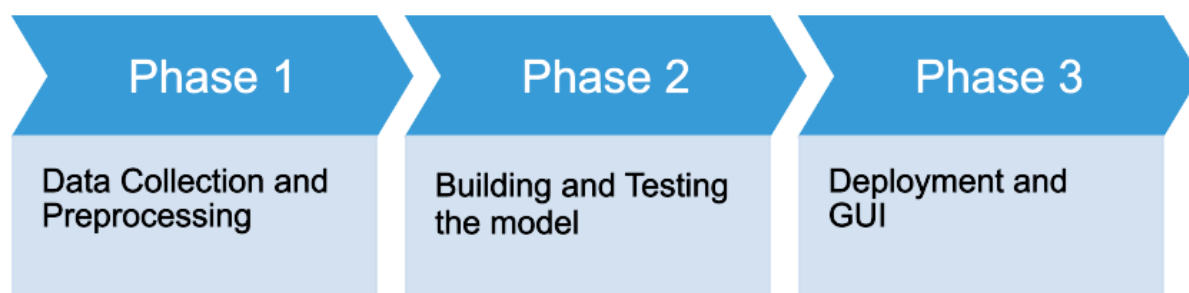 Phase 1
Phase 2
Phase 3
Data Collection and
Preprocessing
Building and Testing
the model
Deployment and
GUI